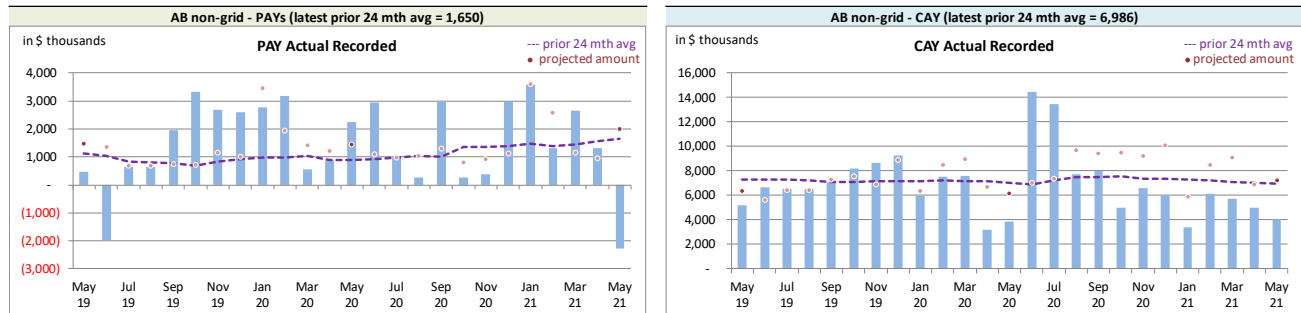 AB non-grid - PAYs (latest prior 24 mth avg = 1,650)
in $ thousands
PAY Actual Recorded
--- prior 24 mth avg
• projected amount
4,000
3,000
2,000
1,000
-
(1,000)
(2,000)
(3,000)
May 19 Jul 19 Sep 19 Nov 19 Jan 20 Mar 20 May 20 Jul 20 Sep 20 Nov 20 Jan 21 Mar 21 May 21
AB non-grid - CAY (latest prior 24 mth avg = 6,986)
in $ thousands
CAY Actual Recorded
--- prior 24 mth avg
• projected amount
16,000
14,000
12,000
10,000
8,000
6,000
4,000
2,000
-
May 19 Jul 19 Sep 19 Nov 19 Jan 20 Mar 20 May 20 Jul 20 Sep 20 Nov 20 Jan 21 Mar 21 May 21